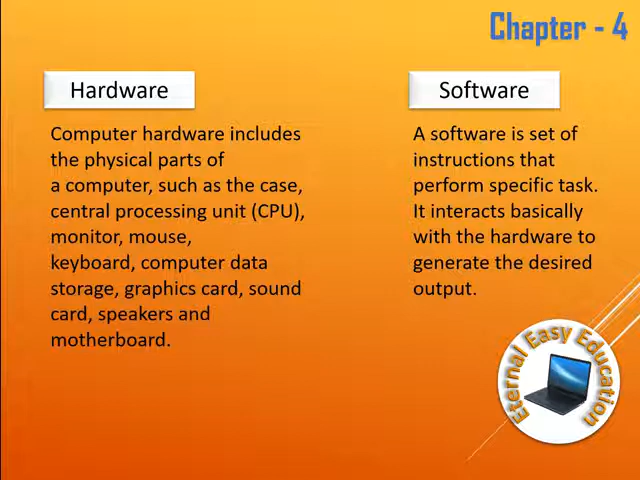 Chapter - 4
Hardware
Computer hardware includes
the physical parts of
a computer, such as the case,
central processing unit (CPU),
monitor, mouse,
keyboard, computer data
storage, graphics card, sound
card, speakers and
motherboard.
Software
A software is set of
instructions that
perform specific task.
It interacts basically
with the hardware to
generate the desired
output.
Eternal Easy Education